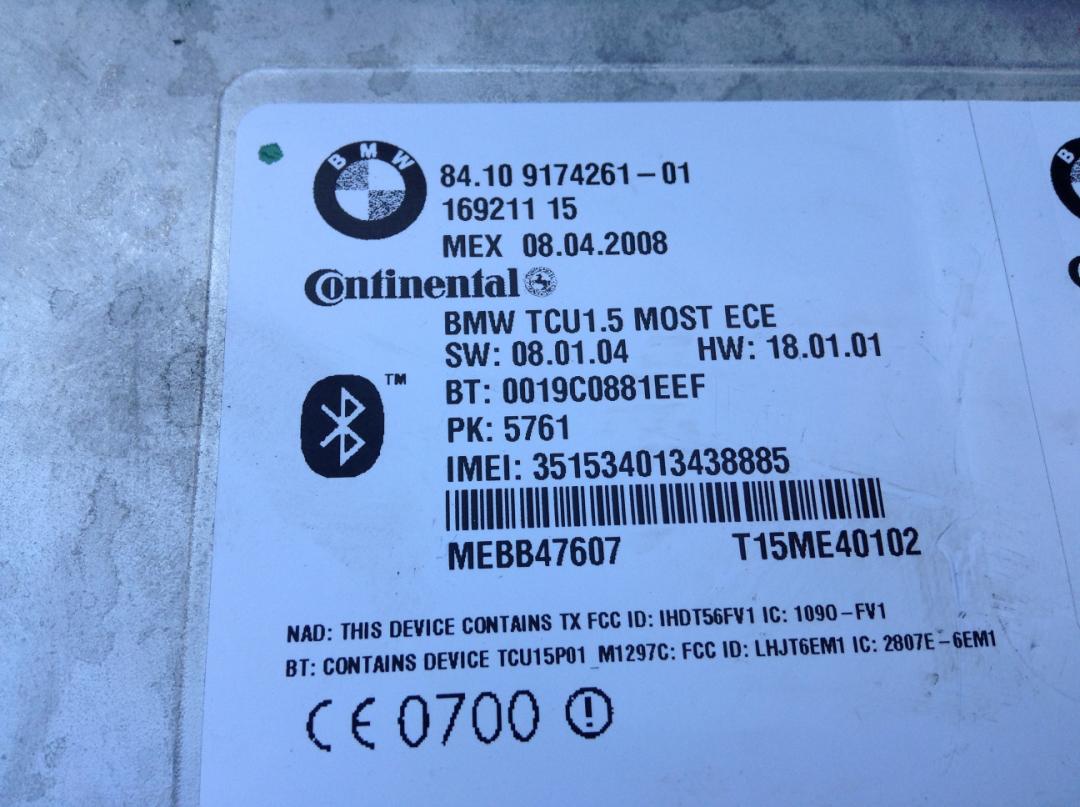 BMW
84.10 9174261-01
169211 15
MEX 08.04.2008
Continental
BMW TCU1.5 MOST ECE
SW: 08.01.04 HW: 18.01.01
TM
BT: 0019C0881EEF
PK: 5761
IMEI: 351534013438885
MEBB47607 T15ME40102
NAD: THIS DEVICE CONTAINS TX FCC ID: IHDT56FV1 IC: 1090-FV1
BT: CONTAINS DEVICE TCU15P01_M1297C: FCC ID: LHJT6EM1 IC: 2807E-6EM1
CE 0700